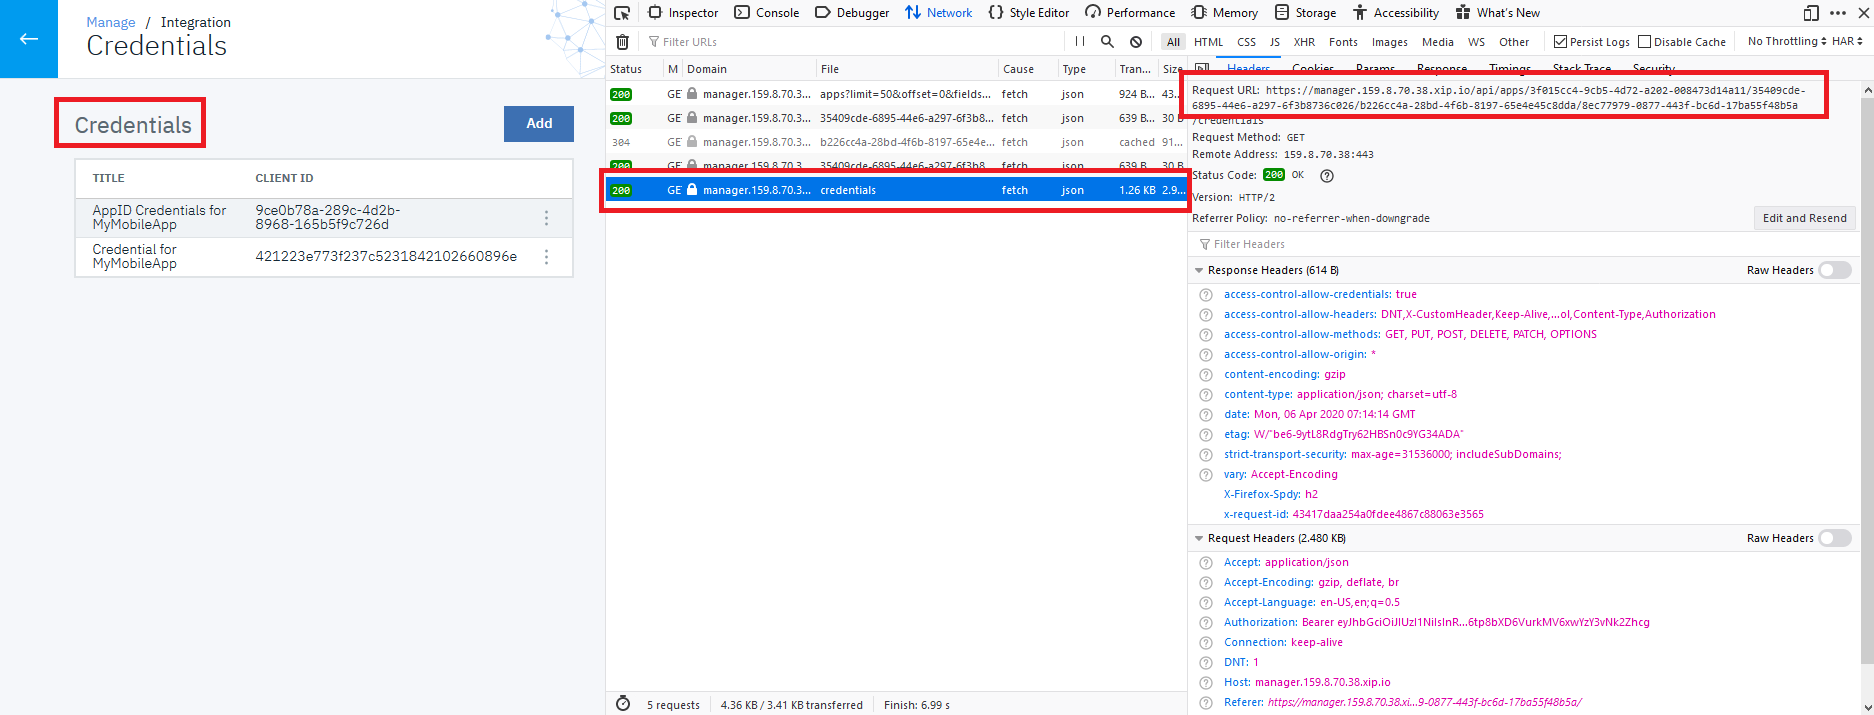 Manage / Integration
Credentials
Credentials
Add
TITLE CLIENT ID
AppID Credentials for MyMobileApp 9ce0b78a-289c-4d2b-8968-165b5f9c726d
Credential for MyMobileApp 421223e773f237c5231842102660896e
Inspector Console Debugger Network Style Editor Performance Memory Storage Accessibility What's New
Filter URLs
All HTML CSS JS XHR Fonts Images Media WS Other Persist Logs Disable Cache No Throttling HAR
Status M Domain File Cause Type Tran... Size
200 GE manager.159.8.70.3... apps?limit=50&offset=0&fields... fetch json 924 B... 43...
200 GE manager.159.8.70.3... 35409cde-6895-44e6-a297-6f3b8... fetch json 639 B... 30 B
304 GE manager.159.8.70.3... b226cc4a-28bd-4f6b-8197-65e4e... fetch json cached 91...
200 GE manager.159.8.70.3... 35409cde-6895-44e6-a297-6f3b8... fetch json 639 B... 30 B
200 GE manager.159.8.70.3... credentials fetch json 1.26 KB 2.9...
5 requests 4.36 KB / 3.41 KB transferred Finish: 6.99 s
Headers Cookies Params Response Timings Stack Trace Security
Request URL: https://manager.159.8.70.38.xip.io/api/apps/3f015cc4-9cb5-4d72-a202-008473d14a11/35409cde-
6895-44e6-a297-6f3b8736c026/b226cc4a-28bd-4f6b-8197-65e4e45c8dda/8ec77979-0877-443f-bc6d-17ba55f48b5a
/credentials
Request Method: GET
Remote Address: 159.8.70.38:443
Status Code: 200 OK
Version: HTTP/2
Referrer Policy: no-referrer-when-downgrade Edit and Resend
Filter Headers
Response Headers (614 B) Raw Headers
access-control-allow-credentials: true
access-control-allow-headers: DNT,X-CustomHeader,Keep-Alive,...ol,Content-Type,Authorization
access-control-allow-methods: GET, PUT, POST, DELETE, PATCH, OPTIONS
access-control-allow-origin: *
content-encoding: gzip
content-type: application/json; charset=utf-8
date: Mon, 06 Apr 2020 07:14:14 GMT
etag: W/"be6-9ytL8RdgTry62HBSn0c9YG34ADA"
strict-transport-security: max-age=31536000; includeSubDomains;
vary: Accept-Encoding
X-Firefox-Spdy: h2
x-request-id: 43417daa254a0fdee4867c88063e3565
Request Headers (2.480 KB) Raw Headers
Accept: application/json
Accept-Encoding: gzip, deflate, br
Accept-Language: en-US,en;q=0.5
Authorization: Bearer eyJhbGciOiJIUzI1NiIsInR...6tp8bXD6VurkMV6xwYzY3vNk2Zhcg
Connection: keep-alive
DNT: 1
Host: manager.159.8.70.38.xip.io
Referer: https://manager.159.8.70.38.xi...9-0877-443f-bc6d-17ba55f48b5a/